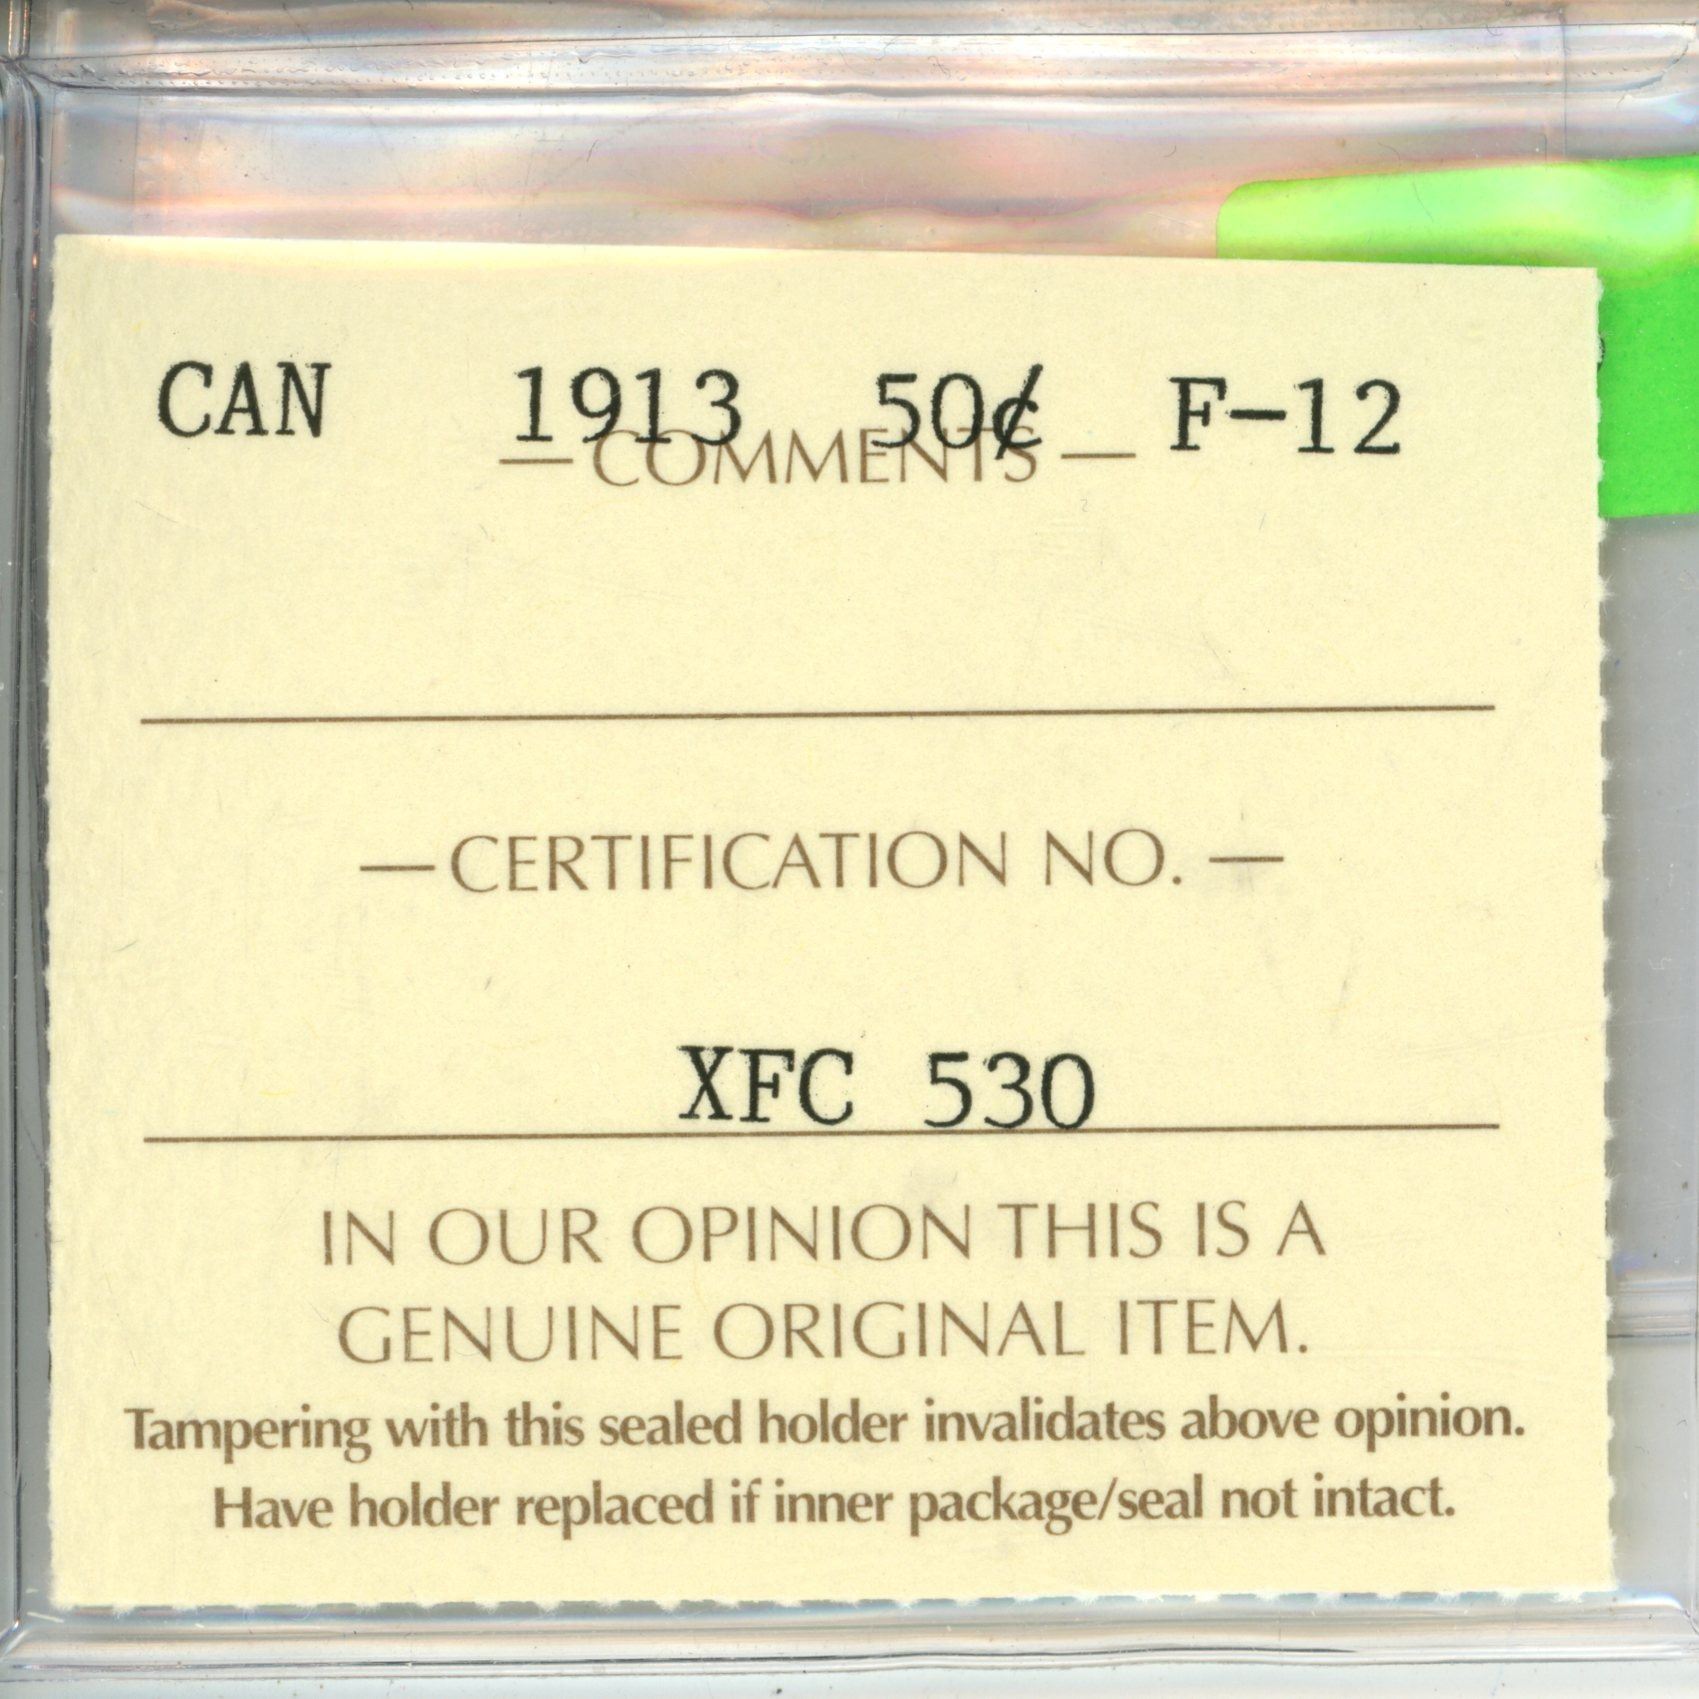 CAN 1913 50¢ F-12
— COMMENTS —
— CERTIFICATION NO. —
XFC 530
IN OUR OPINION THIS IS A
GENUINE ORIGINAL ITEM.
Tampering with this sealed holder invalidates above opinion.
Have holder replaced if inner package/seal not intact.